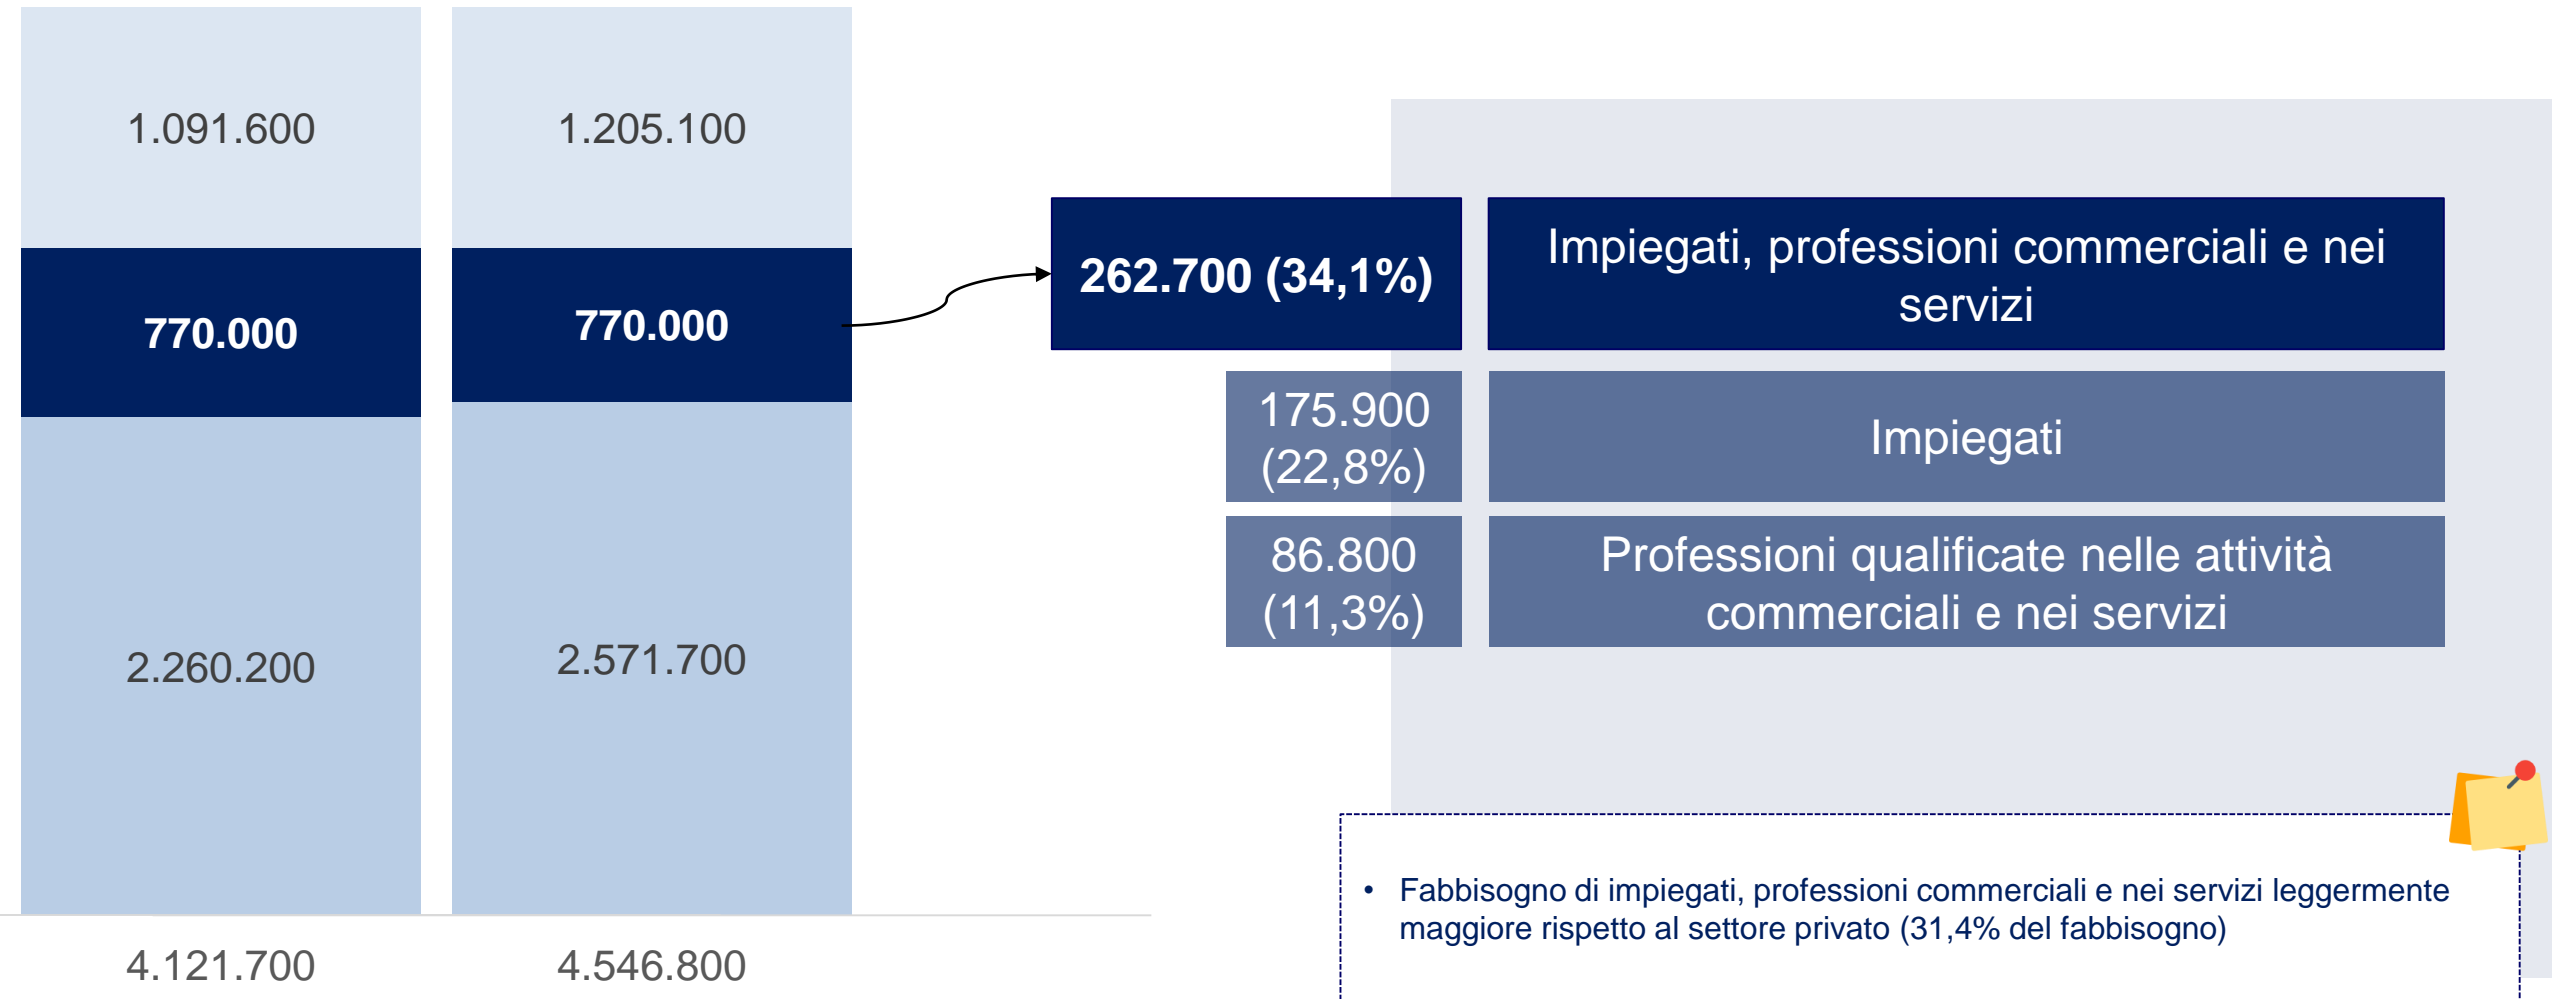 1.091.600
1.205.100
770.000
770.000
2.260.200
2.571.700
4.121.700
4.546.800
262.700 (34,1%)
Impiegati, professioni commerciali e nei
servizi
175.900
(22,8%)
Impiegati
86.800
(11,3%)
Professioni qualificate nelle attività
commerciali e nei servizi
• Fabbisogno di impiegati, professioni commerciali e nei servizi leggermente
maggiore rispetto al settore privato (31,4% del fabbisogno)